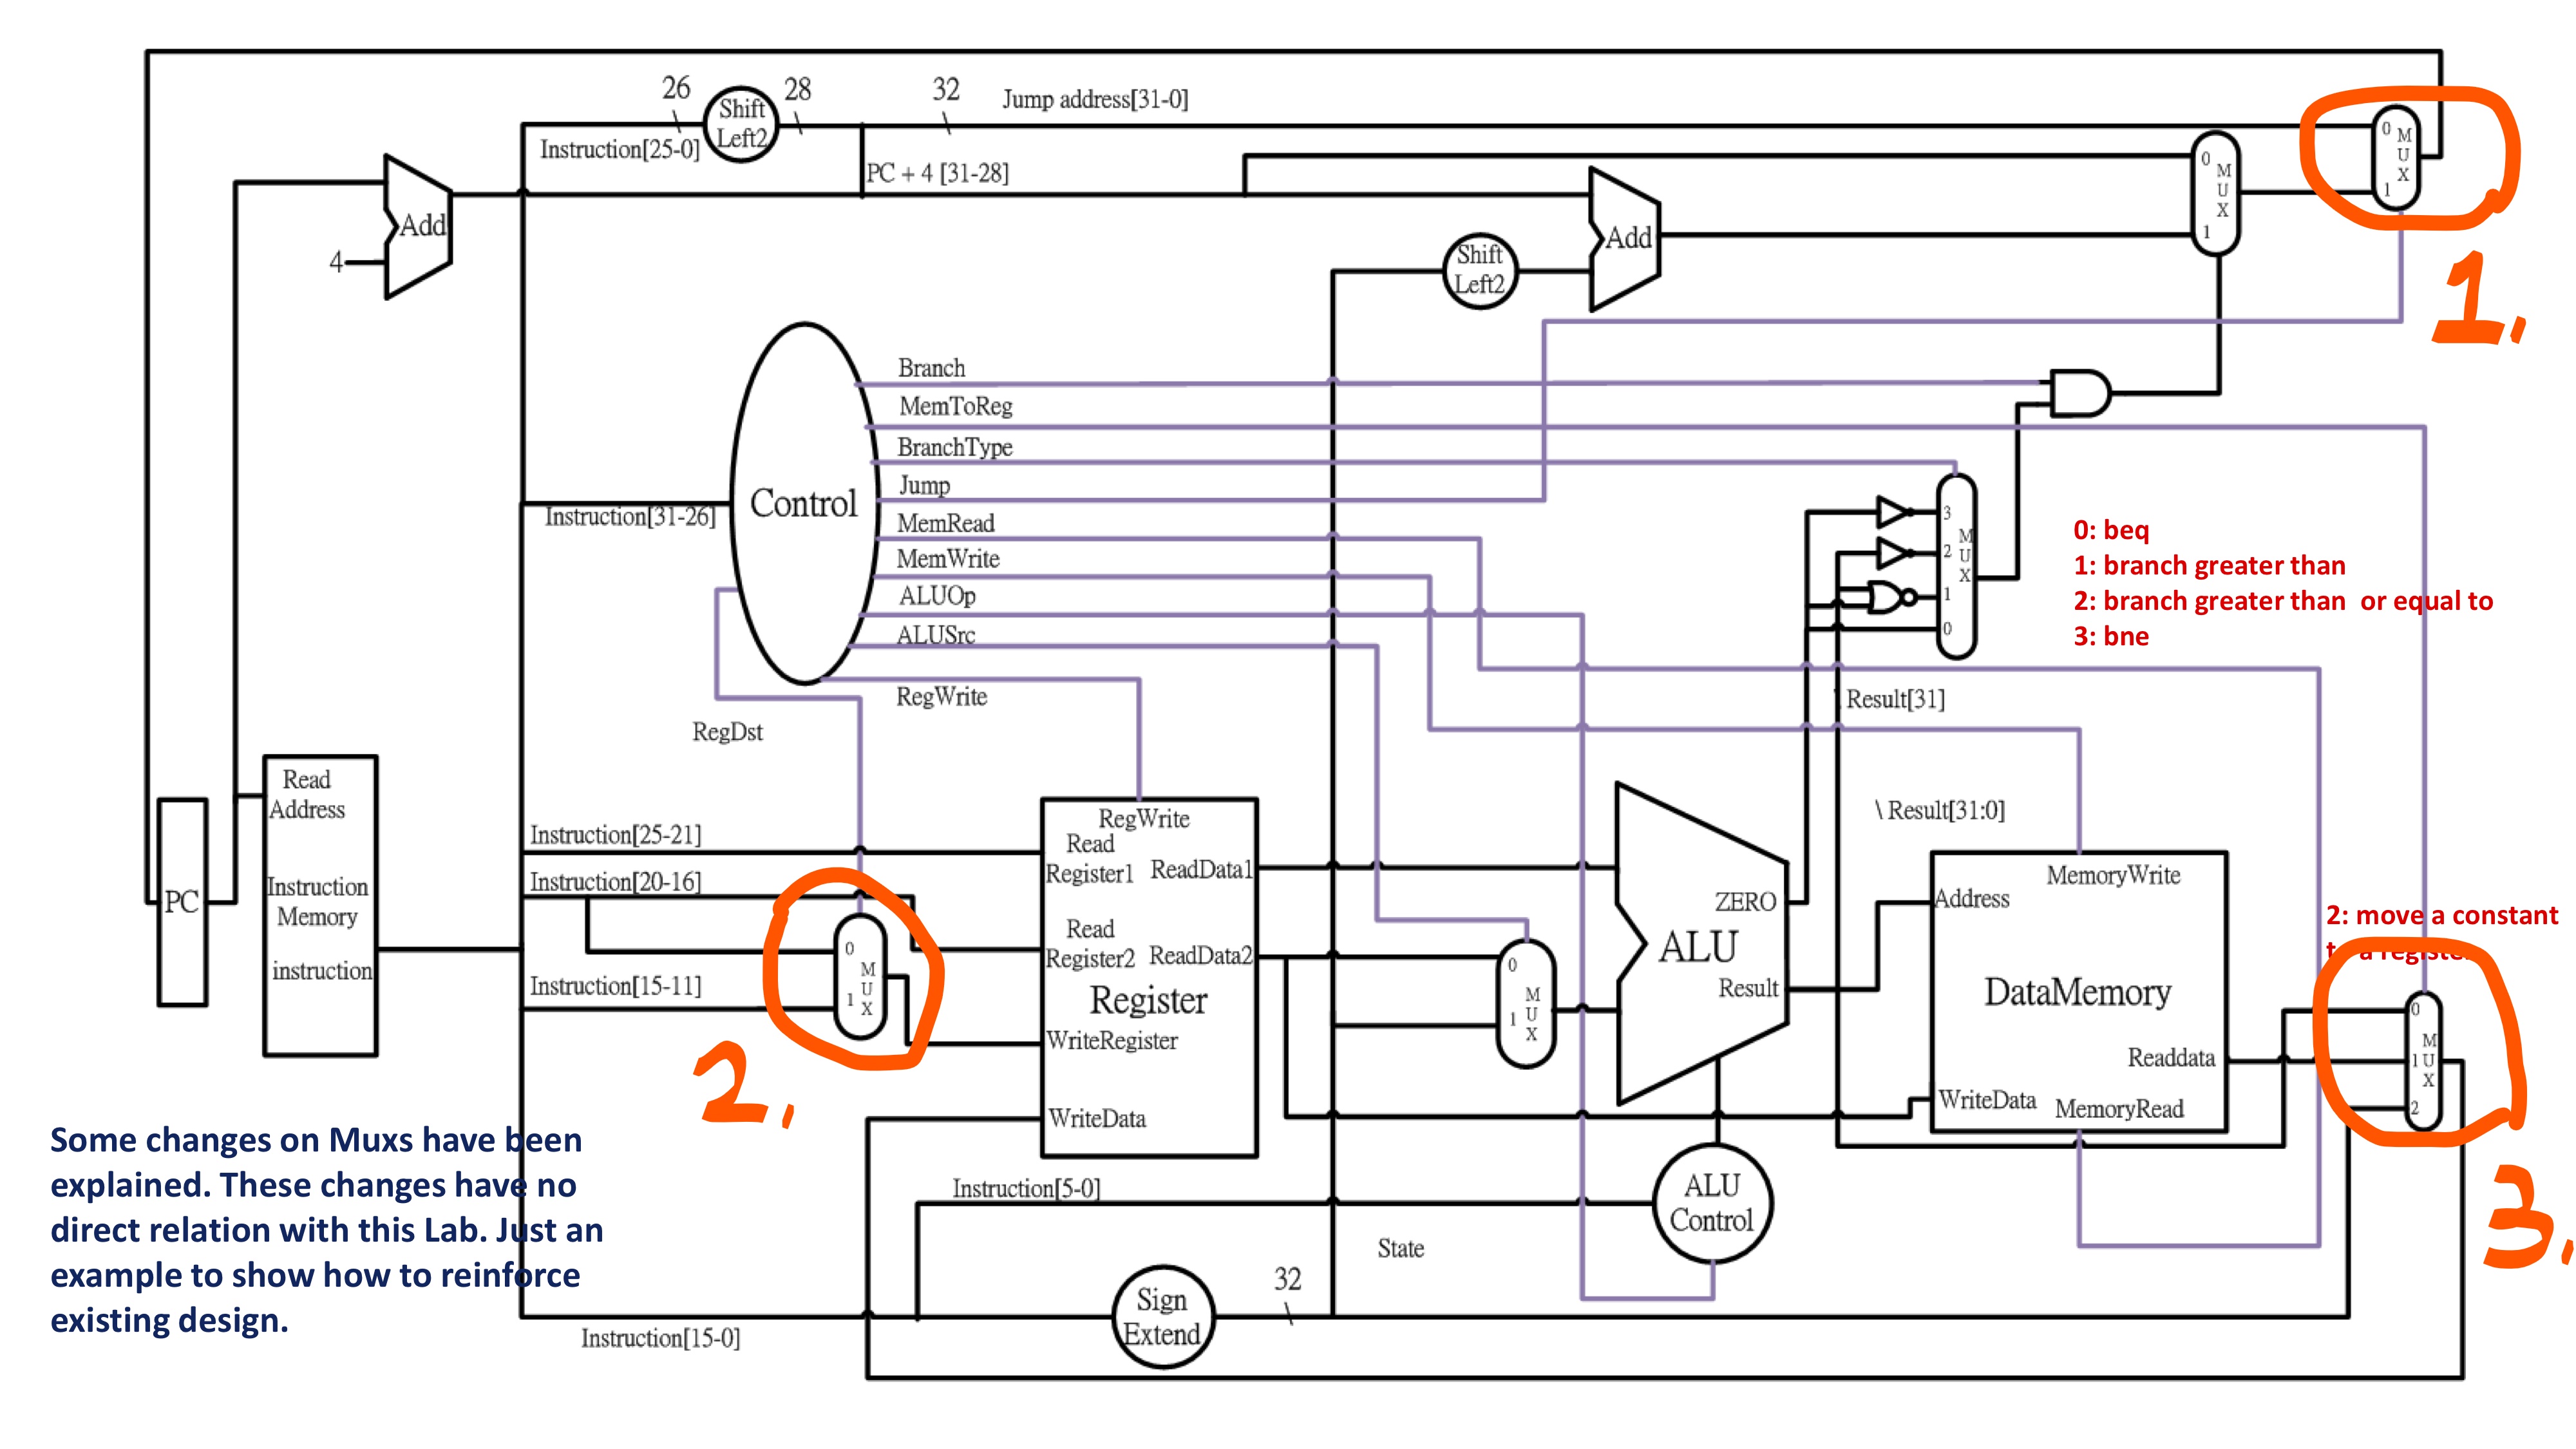 26
28
32
Jump address[31-0]
Shift
Left2
Instruction[25-0]
PC + 4 [31-28]
0
M
U
X
1
0
M
U
X
1
Add
4
Add
Shift
Left2
1.
Branch
MemToReg
BranchType
Jump
MemRead
MemWrite
ALUOp
ALUSrc
RegWrite
RegDst
Control
Instruction[31-26]
3
M
2
U
X
1
0
0: beq
1: branch greater than
2: branch greater than or equal to
3: bne
\ Result[31]
\ Result[31:0]
PC
Read
Address
Instruction
Memory
instruction
Instruction[25-21]
Instruction[20-16]
Instruction[15-11]
0
M
U
1
X
2.
RegWrite
Read
Register1
ReadData1
Read
Register2
ReadData2
Register
WriteRegister
WriteData
0
M
1
U
X
ZERO
ALU
Result
MemoryWrite
Address
DataMemory
Readdata
WriteData
MemoryRead
2: move a constant
a register
0
M
1
U
X
2
3.
Some changes on Muxs have been
explained. These changes have no
direct relation with this Lab. Just an
example to show how to reinforce
existing design.
Instruction[5-0]
ALU
Control
State
32
Sign
Extend
Instruction[15-0]